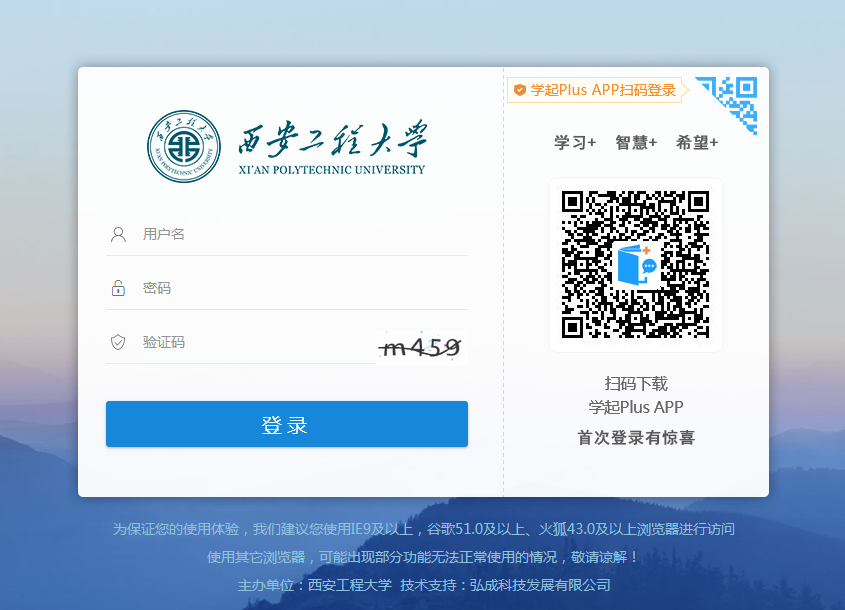 西安工程大学
XI'AN POLYTECHNIC UNIVERSITY
用户名
密码
验证码
m459
登录
学起Plus APP扫码登录
学习+ 智慧+ 希望+
扫码下载
学起Plus APP
首次登录有惊喜
为保证您的使用体验，我们建议您使用IE9及以上，谷歌51.0及以上、火狐43.0及以上浏览器进行访问
使用其它浏览器，可能出现部分功能无法正常使用的情况，敬请谅解！
主办单位：西安工程大学 技术支持：弘成科技发展有限公司